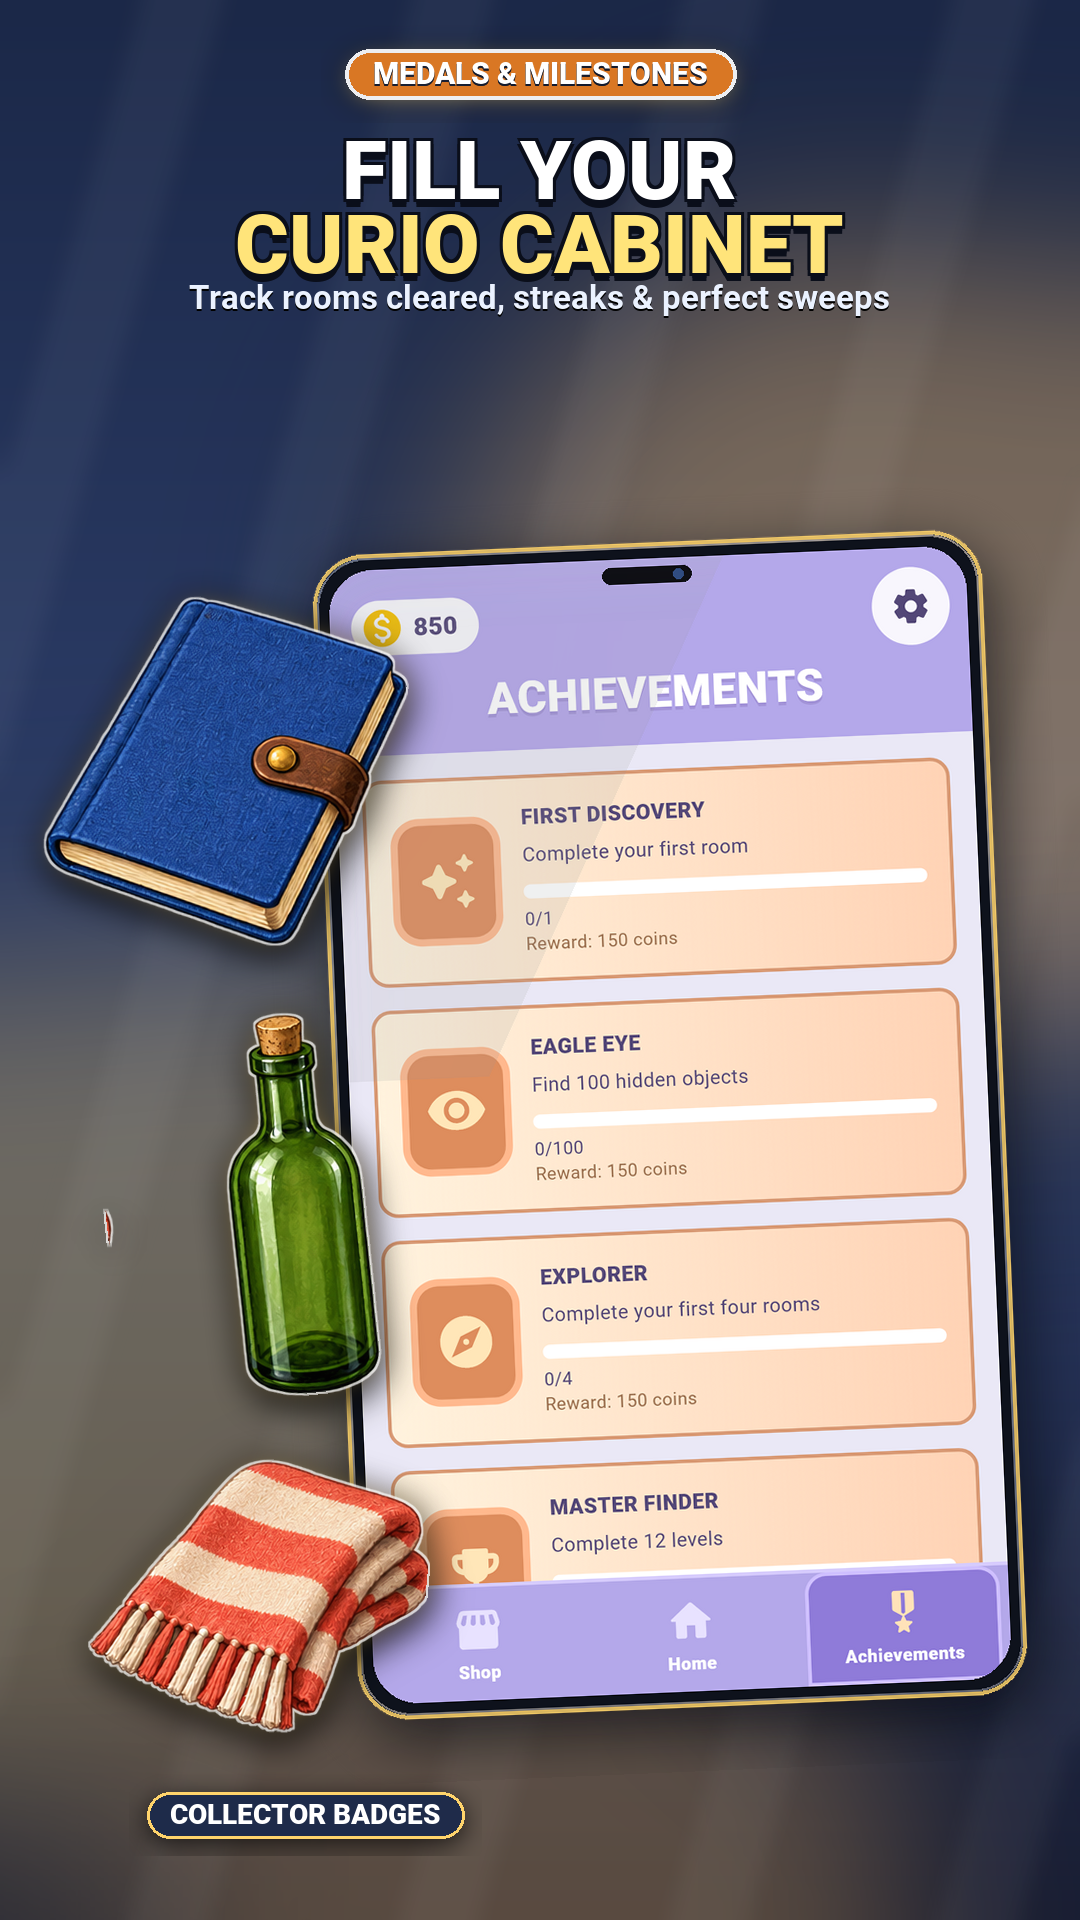 MEDALS & MILESTONES
FILL YOUR
CURIO CABINET
Track rooms cleared, streaks & perfect sweeps
850
ACHIEVEMENTS
FIRST DISCOVERY
Complete your first room
0/1
Reward: 150 coins
EAGLE EYE
Find 100 hidden objects
0/100
Reward: 150 coins
EXPLORER
Complete your first four rooms
0/4
Reward: 150 coins
MASTER FINDER
Complete 12 levels
Shop
Home
Achievements
COLLECTOR BADGES